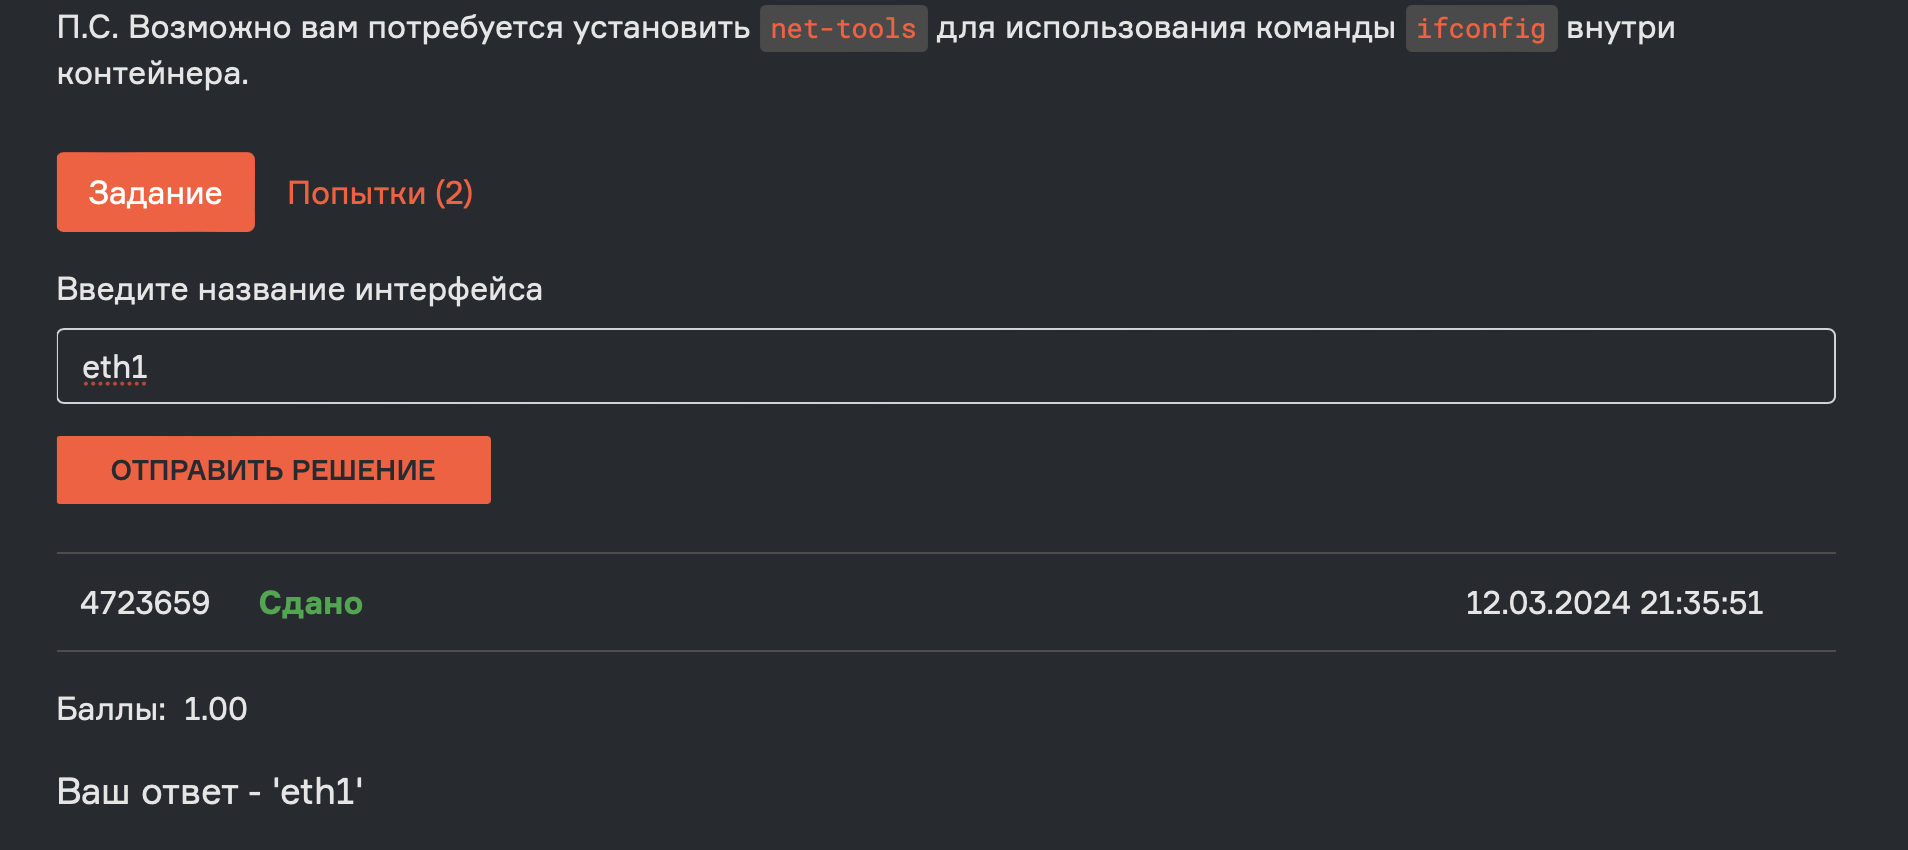 П.С. Возможно вам потребуется установить net-tools для использования команды ifconfig внутри
контейнера.
Задание Попытки (2)
Введите название интерфейса
eth1
ОТПРАВИТЬ РЕШЕНИЕ
4723659 Сдано 12.03.2024 21:35:51
Баллы: 1.00
Ваш ответ - 'eth1'